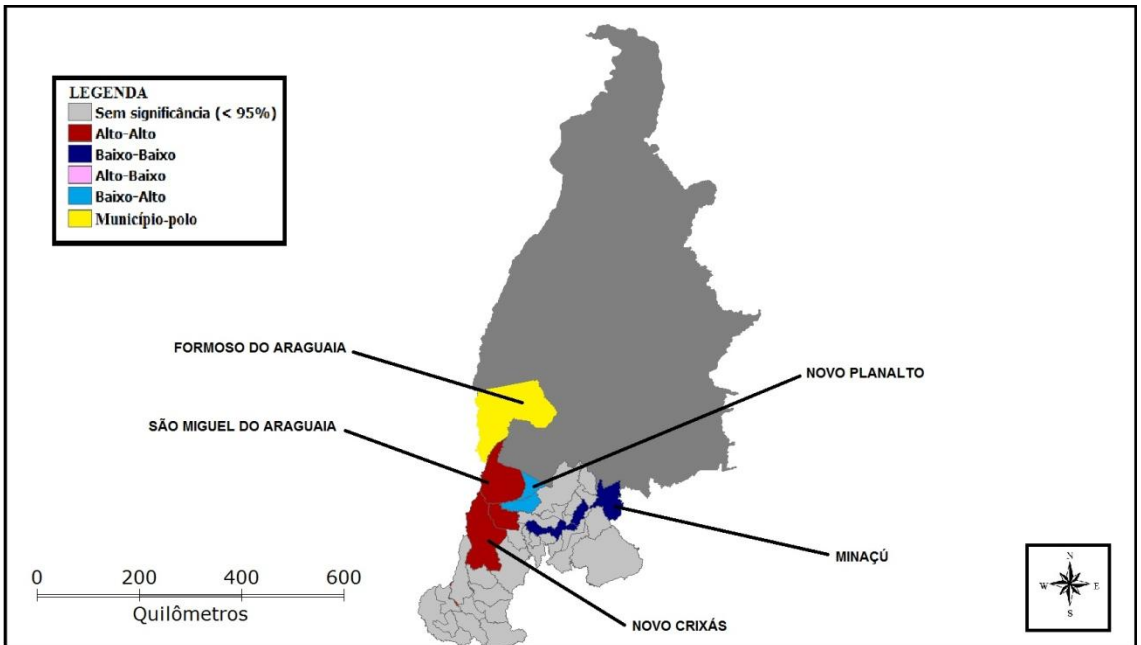 LEGENDA
Sem significância (< 95%)
Alto-Alto
Baixo-Baixo
Alto-Baixo
Baixo-Alto
Município-polo
FORMOSO DO ARAGUAIA
NOVO PLANALTO
SÃO MIGUEL DO ARAGUAIA
MINAÇÚ
NOVO CRIXÁS
0 200 400 600
Quilômetros
N
W E
S